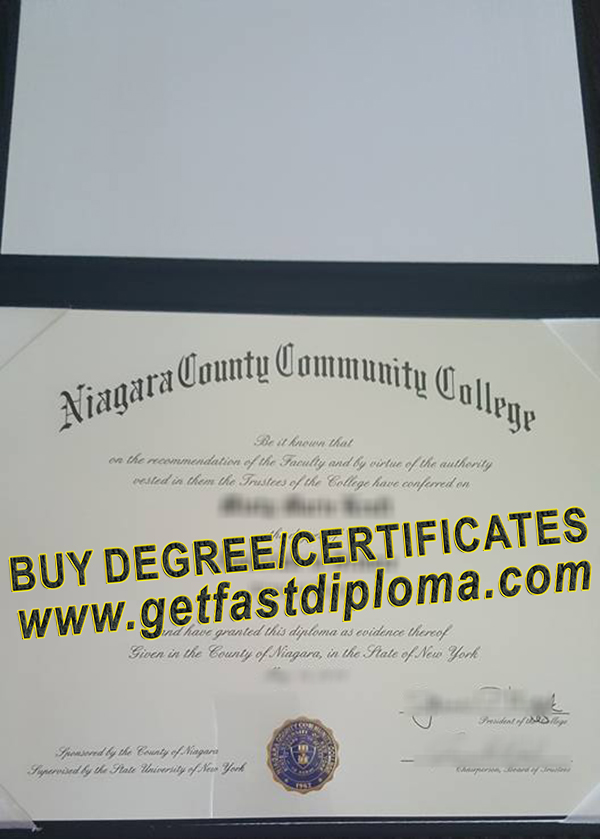 Niagara County Community College
Be it known that
on the recommendation of the Faculty and by virtue of the authority
vested in them the Trustees of the College have conferred on
BUY DEGREE/CERTIFICATES
www.getfastdiploma.com
and have granted this diploma as evidence thereof
Given in the County of Niagara, in the State of New York
President of the College
Sponsored by the County of Niagara
Supervised by the State University of New York
Chairperson, Board of Trustees
1962